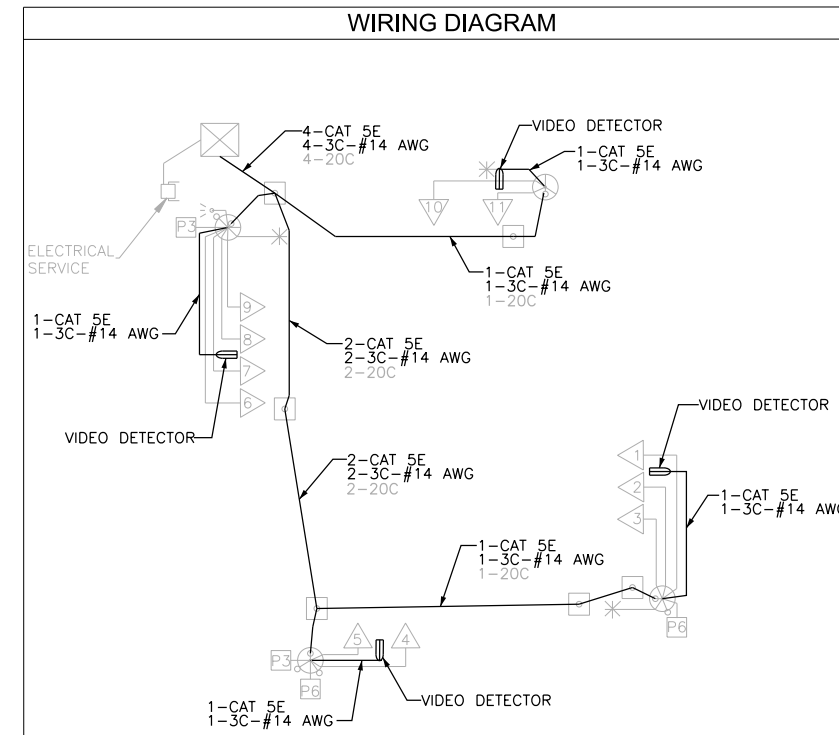 WIRING DIAGRAM
4-CAT 5E
4-3C-#14 AWG
4-20C
VIDEO DETECTOR
1-CAT 5E
1-3C-#14 AWG
10
11
P3
ELECTRICAL
SERVICE
1-CAT 5E
1-3C-#14 AWG
1-20C
1-CAT 5E
1-3C-#14 AWG
9
8
7
6
2-CAT 5E
2-3C-#14 AWG
2-20C
VIDEO DETECTOR
VIDEO DETECTOR
2-CAT 5E
2-3C-#14 AWG
2-20C
1
2
3
1-CAT 5E
1-3C-#14 AWG
1-CAT 5E
1-3C-#14 AWG
1-20C
P6
5
4
P3
P6
1-CAT 5E
1-3C-#14 AWG
VIDEO DETECTOR